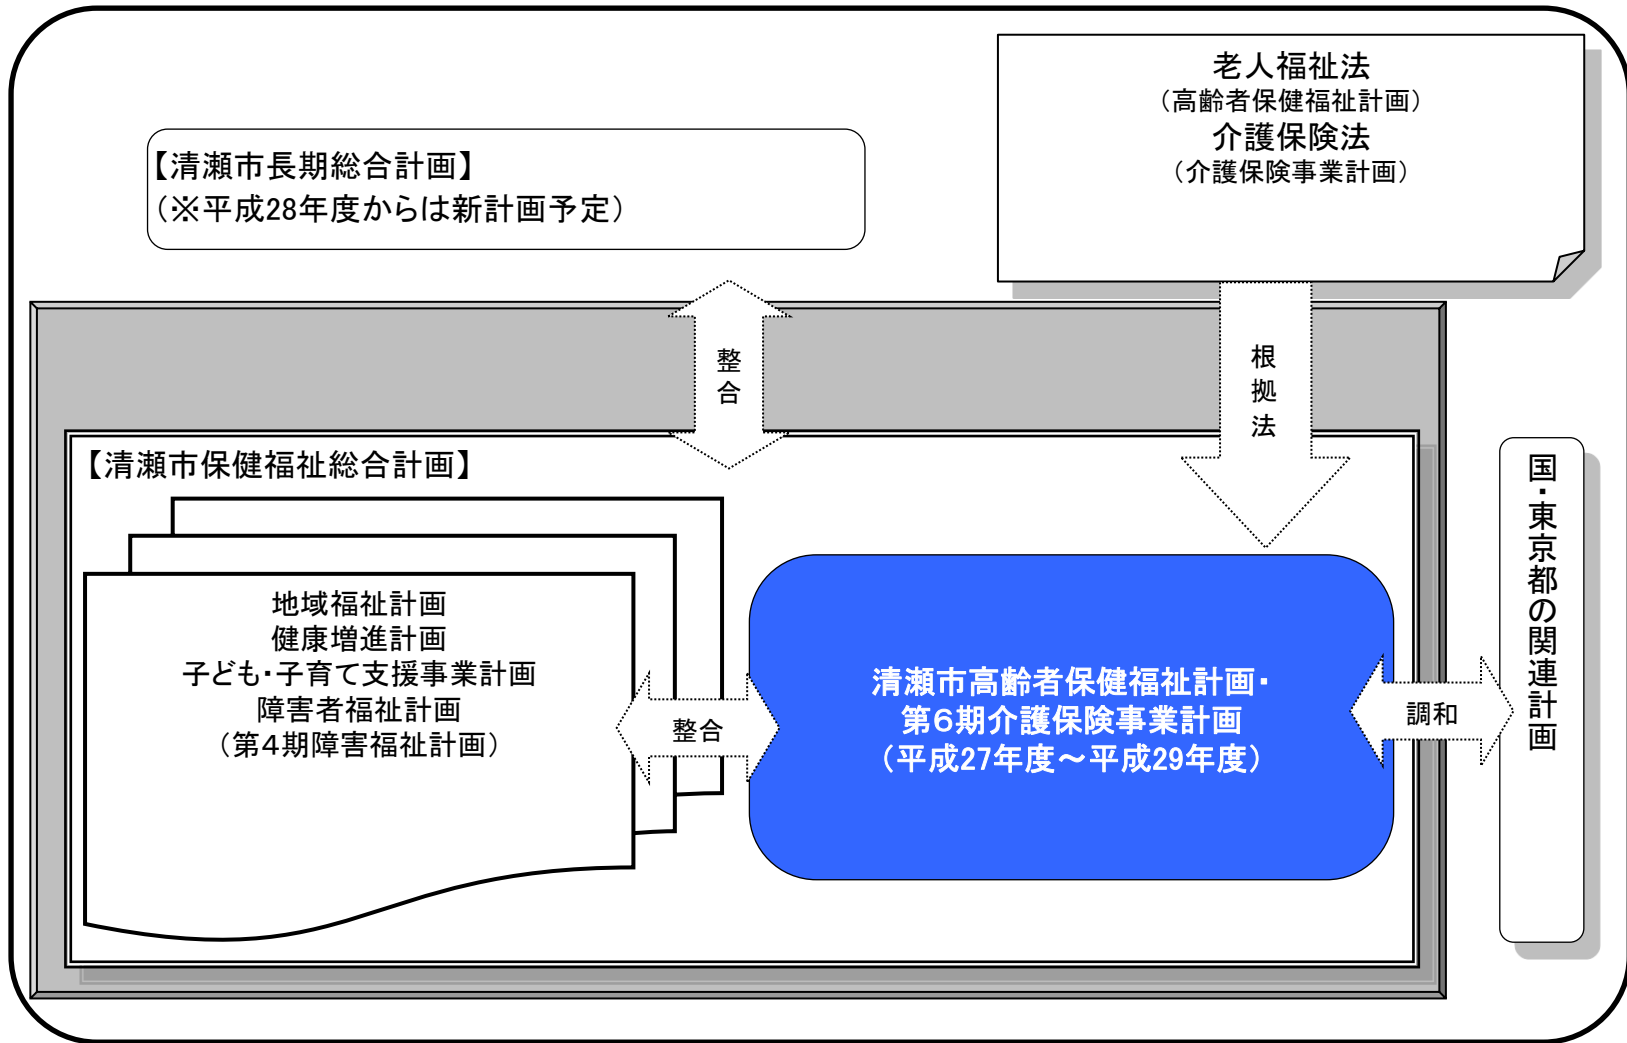 老人福祉法
（高齢者保健福祉計画）
介護保険法
（介護保険事業計画）
【清瀬市長期総合計画】
（※平成28年度からは新計画予定）
整合
根拠法
【清瀬市保健福祉総合計画】
地域福祉計画
健康増進計画
子ども・子育て支援事業計画
障害者福祉計画
（第４期障害福祉計画）
整合
清瀬市高齢者保健福祉計画・
第６期介護保険事業計画
（平成27年度～平成29年度）
調和
国・東京都の関連計画